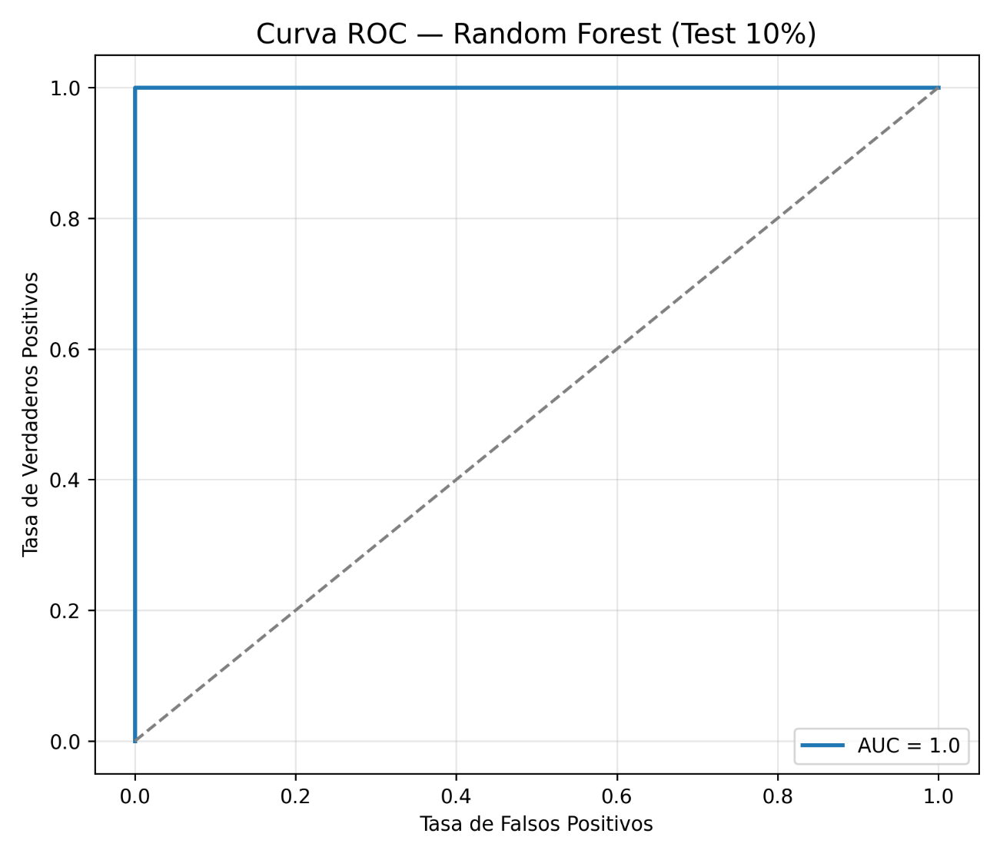 Curva ROC — Random Forest (Test 10%)
1.0
0.8
0.6
0.4
0.2
0.0
Tasa de Verdaderos Positivos
0.0 0.2 0.4 0.6 0.8 1.0
Tasa de Falsos Positivos
AUC = 1.0